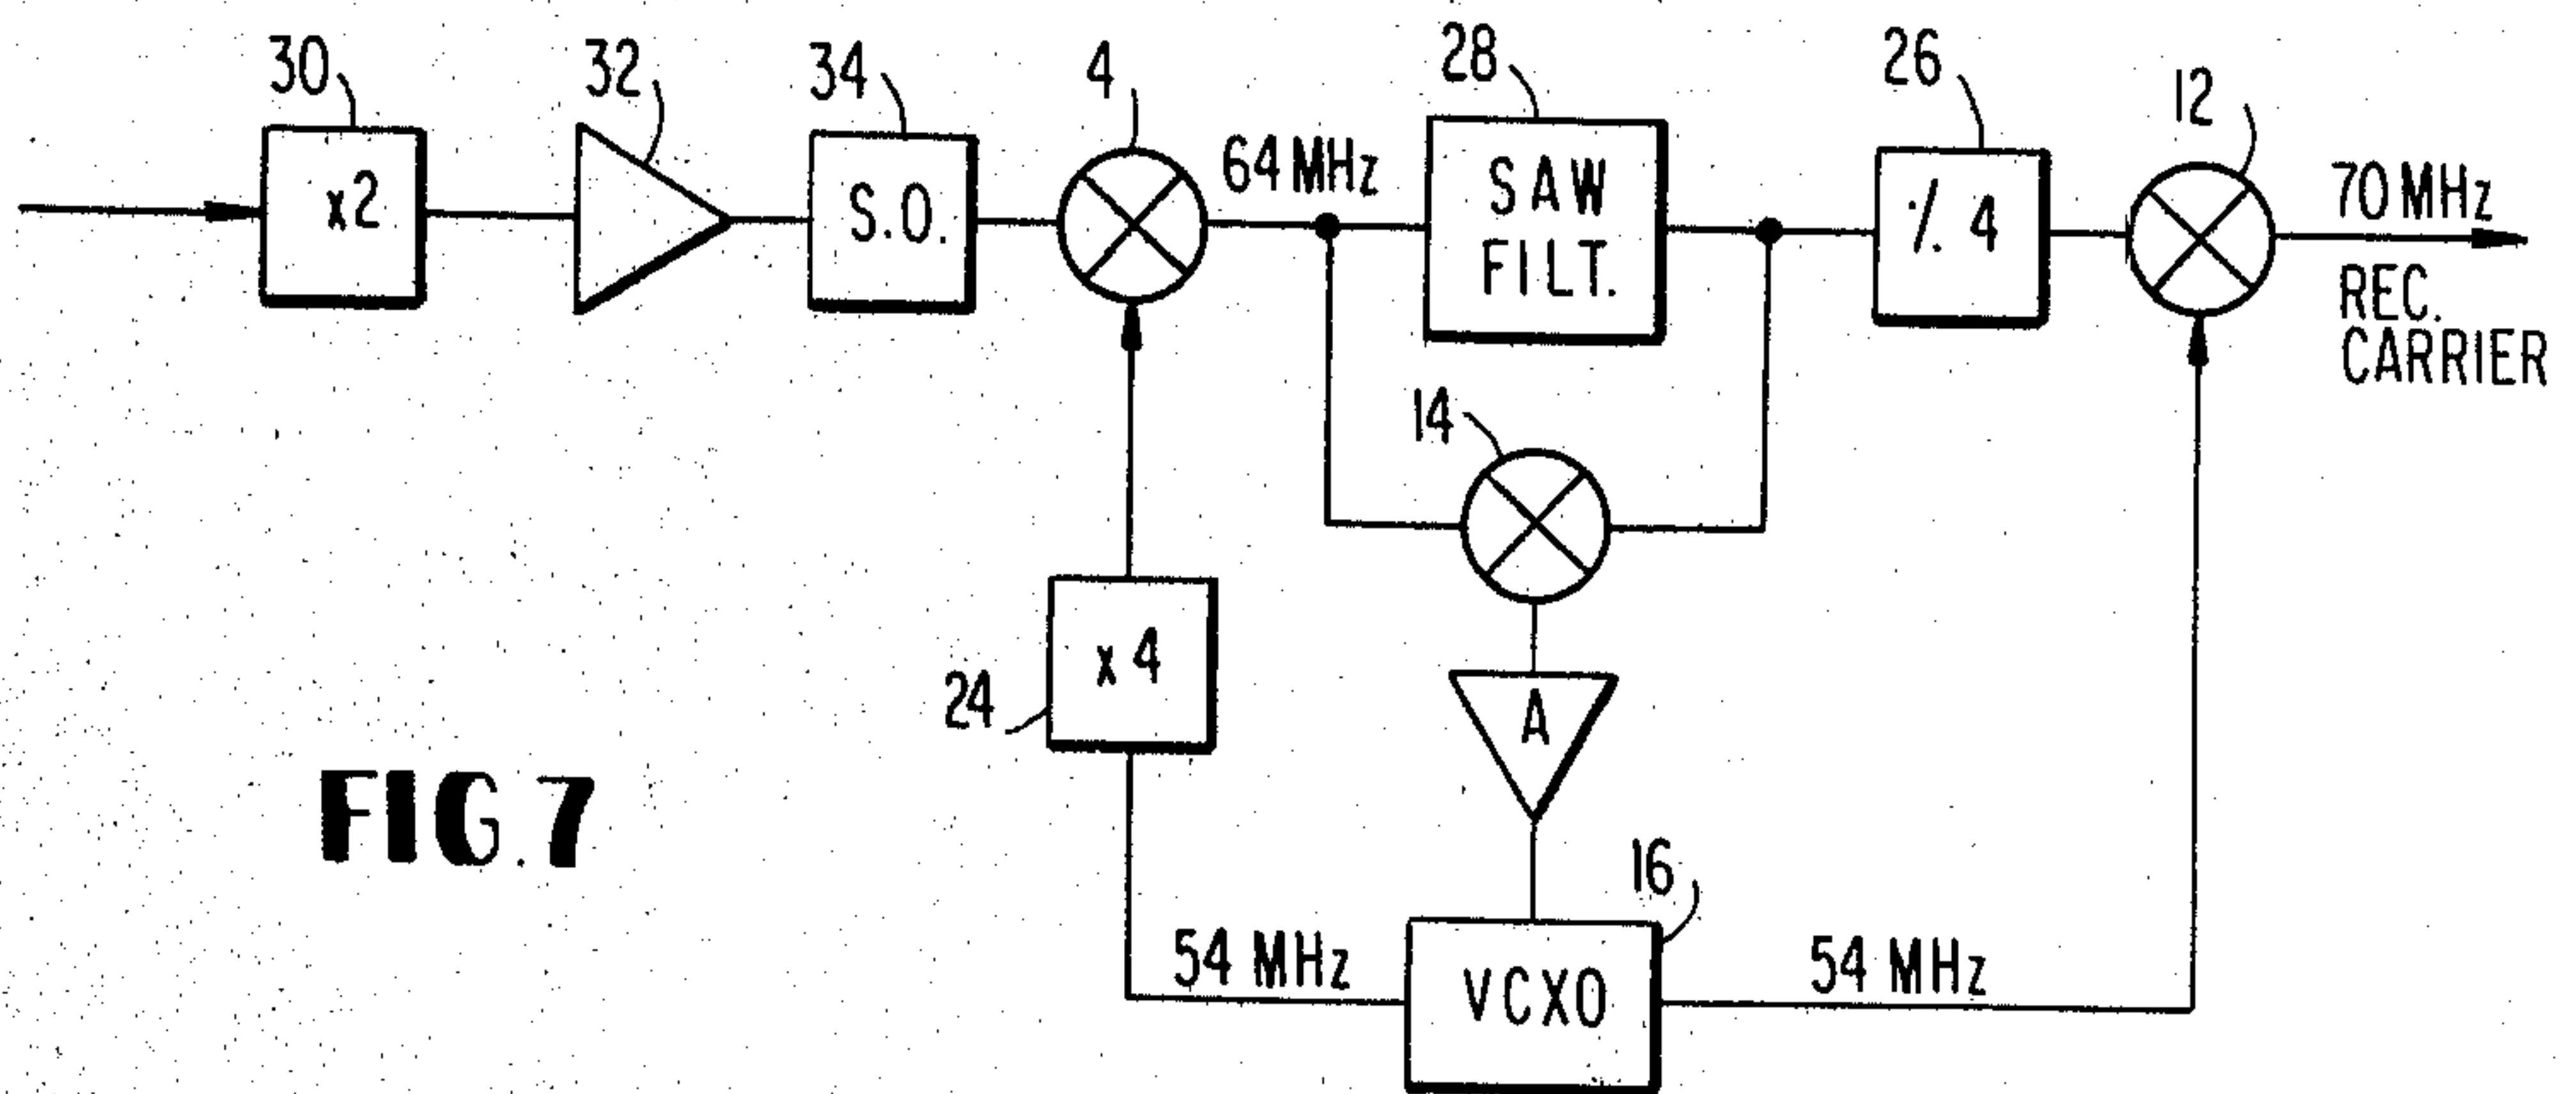 30
32
34
4
28
26
12
x2
S.O.
64 MHz
SAW
FILT.
٪ 4
70 MHz
REC.
CARRIER
14
x4
24
A
FIG.7
16
54 MHz
VCXO
54 MHz